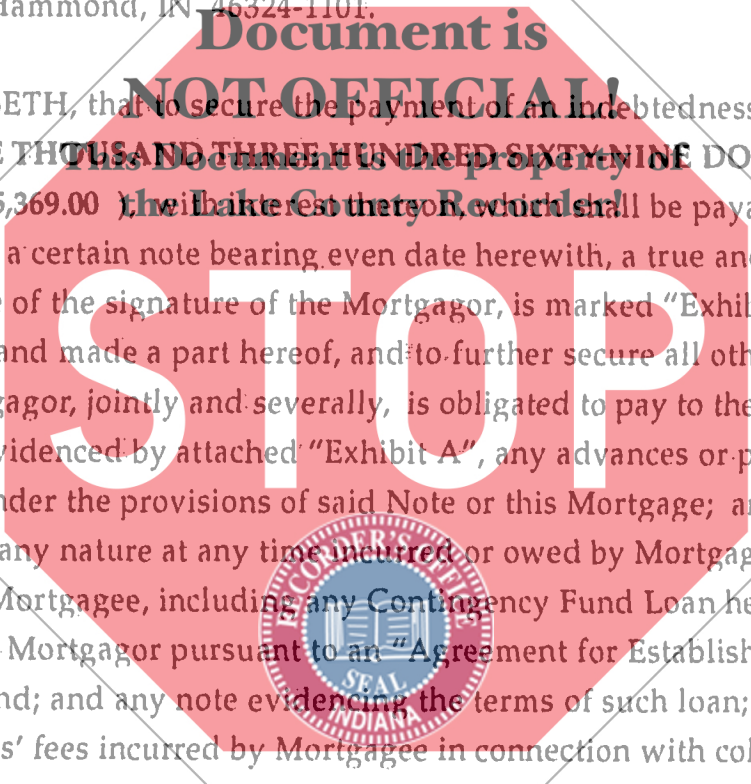 Hammond, IN 46324-1101.
Document is
NOT OFFICIAL!
SETH, that to secure the payment of an indebtedness
THOUSAND THREE HUNDRED SIXTY-NINE DO
This Document is the property of
5,369.00 ), with interest thereon, which shall be paya
the Lake County Recorder!
a certain note bearing even date herewith, a true an
of the signature of the Mortgagor, is marked "Exhib
STOP
and made a part hereof, and to further secure all oth
gagor, jointly and severally, is obligated to pay to the
videnced by attached "Exhibit A", any advances or p
nder the provisions of said Note or this Mortgage; an
any nature at any time incurred or owed by Mortgag
Mortgagee, including any Contingency Fund Loan he
Mortgagor pursuant to an "Agreement for Establish
nd; and any note evidencing the terms of such loan;
s' fees incurred by Mortgagee in connection with col
RECORDER'S OFFICE
SEAL
INDIANA